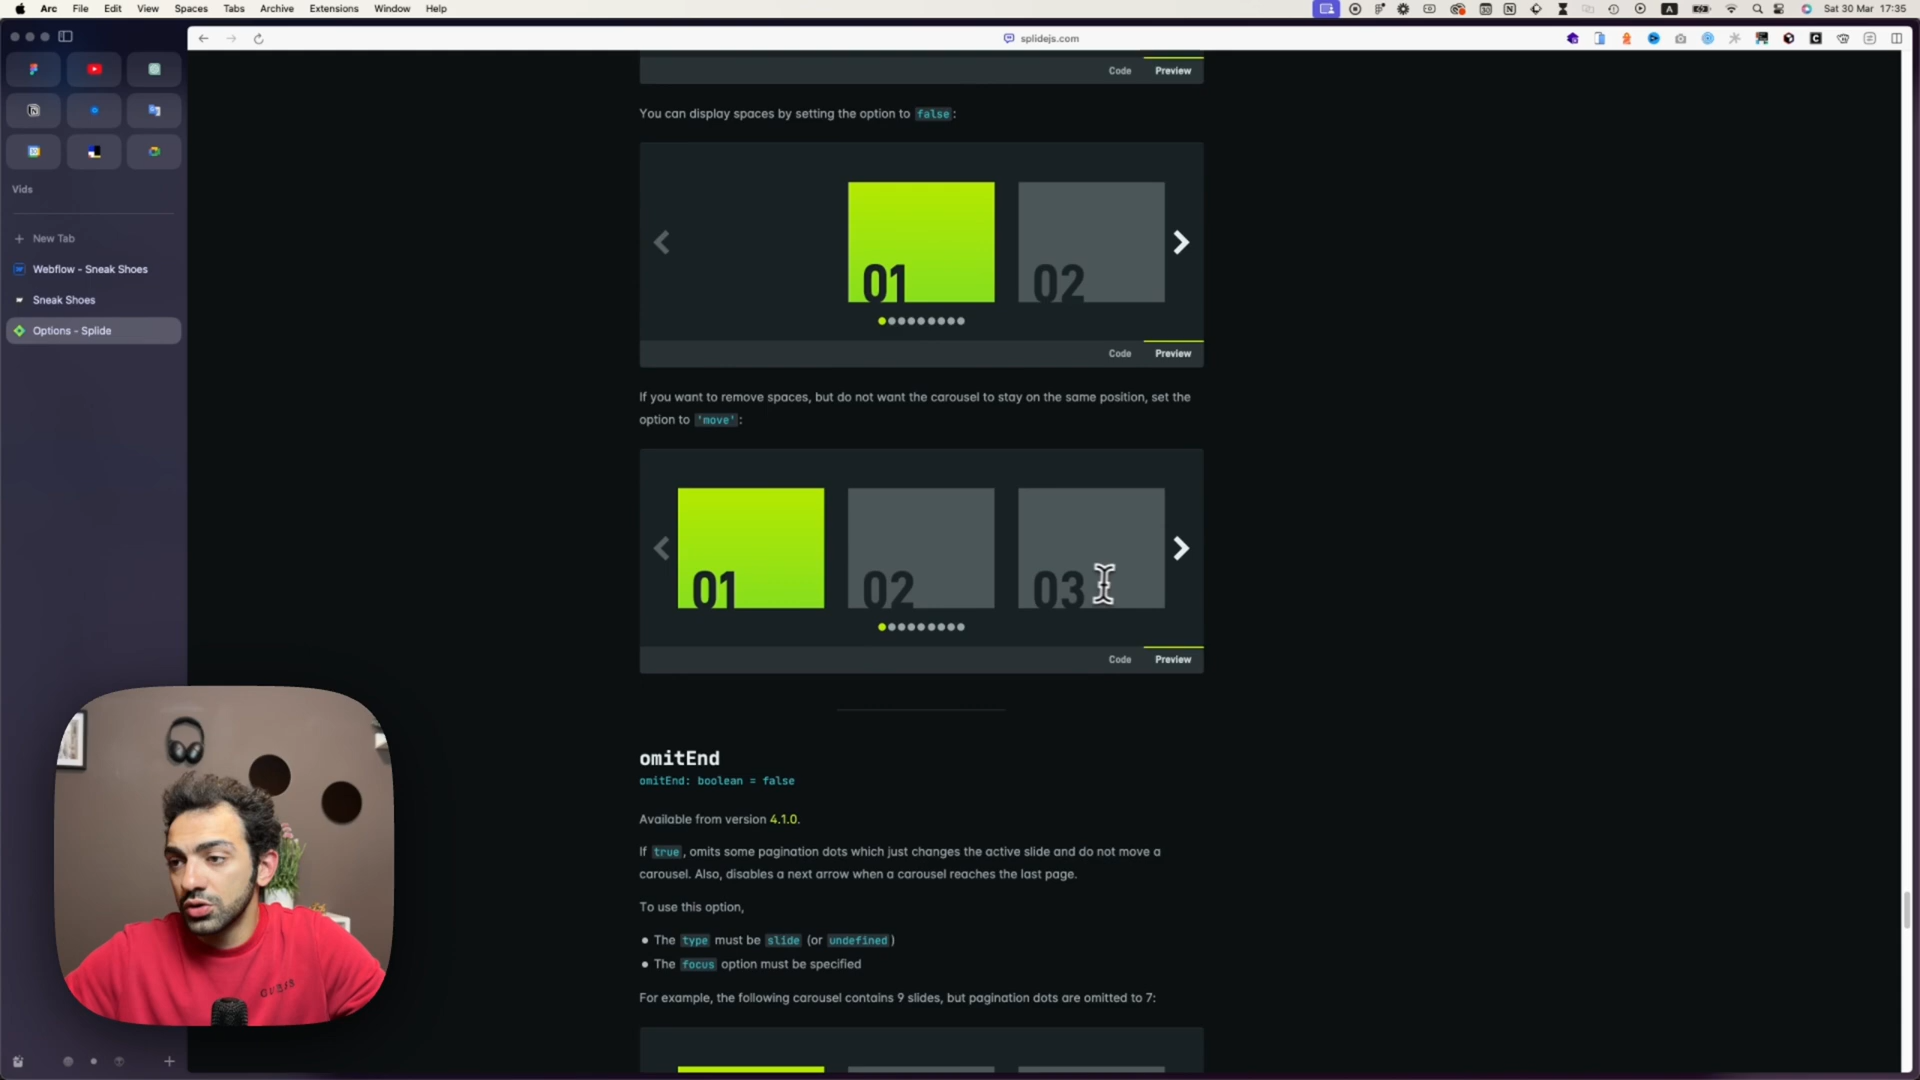 Arc File Edit View Spaces Tabs Archive Extensions Window Help
Sat 30 Mar 17:35
splidejs.com
Code Preview
You can display spaces by setting the option to false:
Vids
New Tab
Webflow - Sneak Shoes
Sneak Shoes
Options - Splide
01 02
Code Preview
If you want to remove spaces, but do not want the carousel to stay on the same position, set the
option to 'move':
01 02 03
Code Preview
omitEnd
omitEnd: boolean = false
Available from version 4.1.0.
If true, omits some pagination dots which just changes the active slide and do not move a
carousel. Also, disables a next arrow when a carousel reaches the last page.
To use this option,
• The type must be slide (or undefined)
• The focus option must be specified
For example, the following carousel contains 9 slides, but pagination dots are omitted to 7: